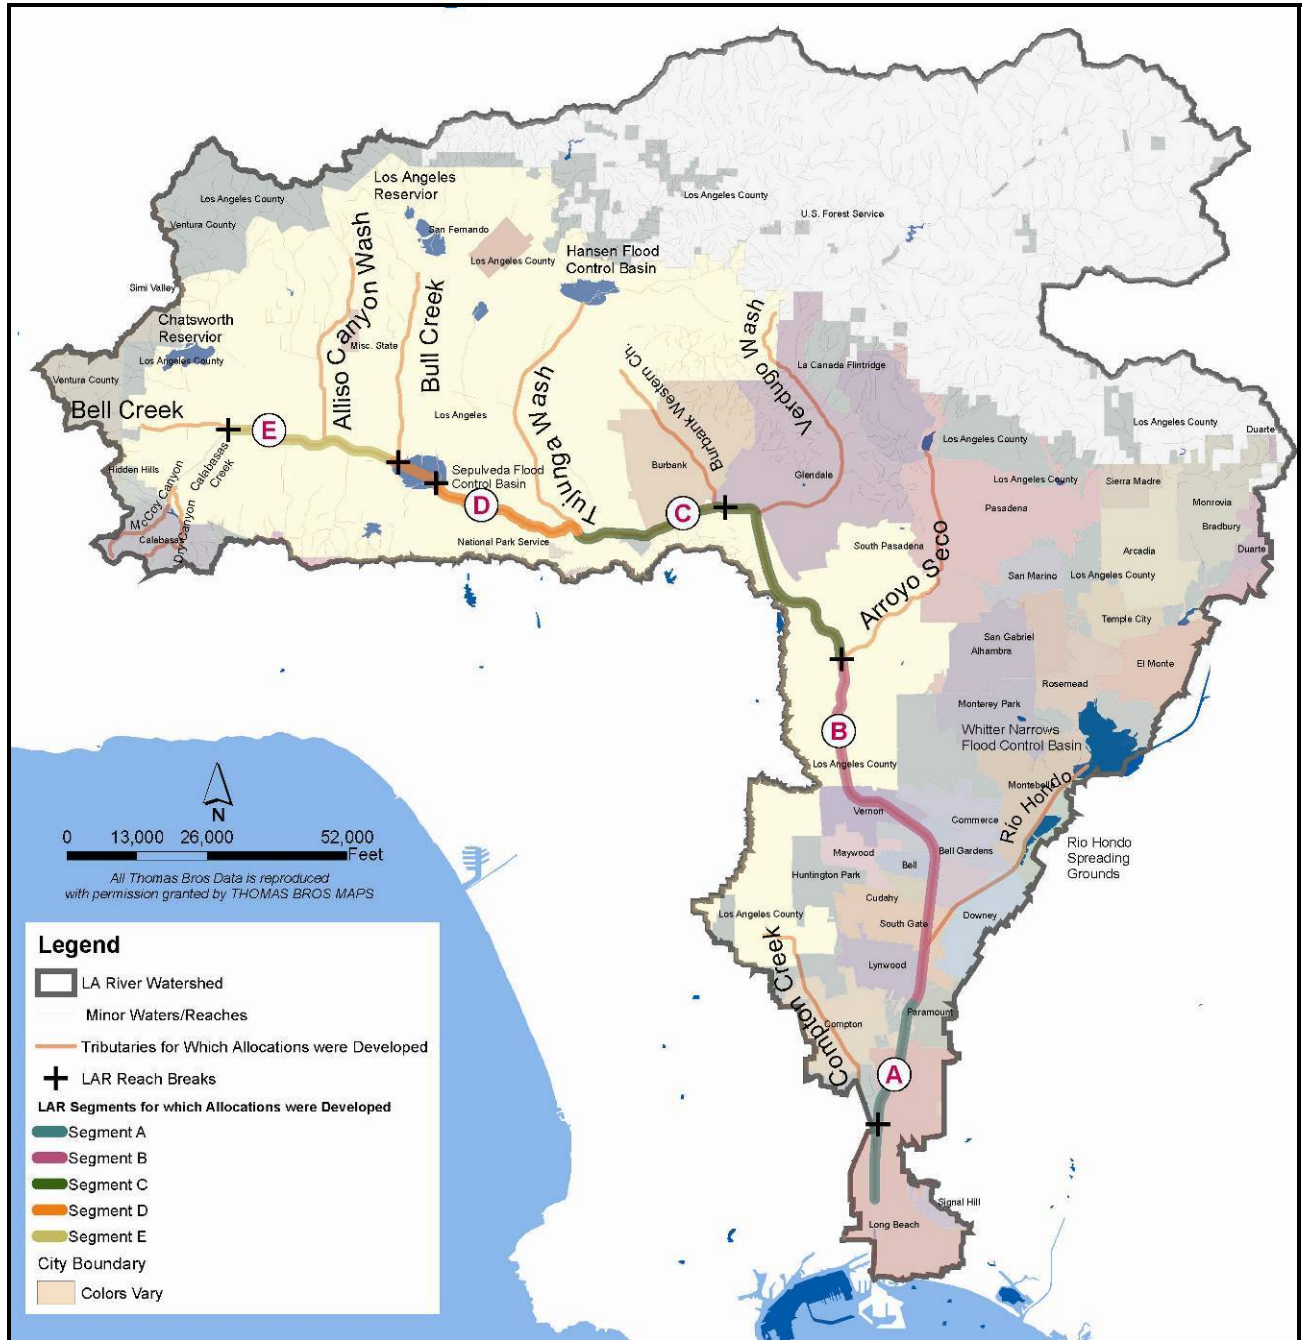 Los Angeles
Reservior
Los Angeles County
Los Angeles County
U.S. Forest Service
Ventura County
San Fernando
Los Angeles County
Hansen Flood
Control Basin
Simi Valley
Alliso Canyon Wash
Bull Creek
Chatsworth
Reservior
Los Angeles County
Misc. State
Verdugo Wash
La Canada Flintridge
Ventura County
Bell Creek
Tujunga Wash
Burbank Western Ch.
Los Angeles
Los Angeles County
Duarte
E
Los Angeles County
Hidden Hills
Calabasas
Creek
McCoy Canyon
Dry Canyon
Calabasas
Sepulveda Flood
Control Basin
Burbank
Glendale
Los Angeles County
Sierra Madre
Pasadena
Monrovia
Bradbury
D
C
National Park Service
South Pasadena
Arroyo Seco
Arcadia
Duarte
San Marino
Los Angeles County
Temple City
San Gabriel
Alhambra
El Monte
Rosemead
Monterey Park
B
Whitter Narrows
Flood Control Basin
Los Angeles County
Montebello
Rio Hondo
Vernon
Commerce
Maywood
Bell
Bell Gardens
Rio Hondo
Spreading
Grounds
Huntington Park
Cudahy
Los Angeles County
South Gate
Downey
Compton Creek
Lynwood
Paramount
Compton
A
Signal Hill
Long Beach
N
0 13,000 26,000 52,000
Feet
All Thomas Bros Data is reproduced
with permission granted by THOMAS BROS MAPS
Legend
LA River Watershed
Minor Waters/Reaches
Tributaries for Which Allocations were Developed
LAR Reach Breaks
LAR Segments for which Allocations were Developed
Segment A
Segment B
Segment C
Segment D
Segment E
City Boundary
Colors Vary